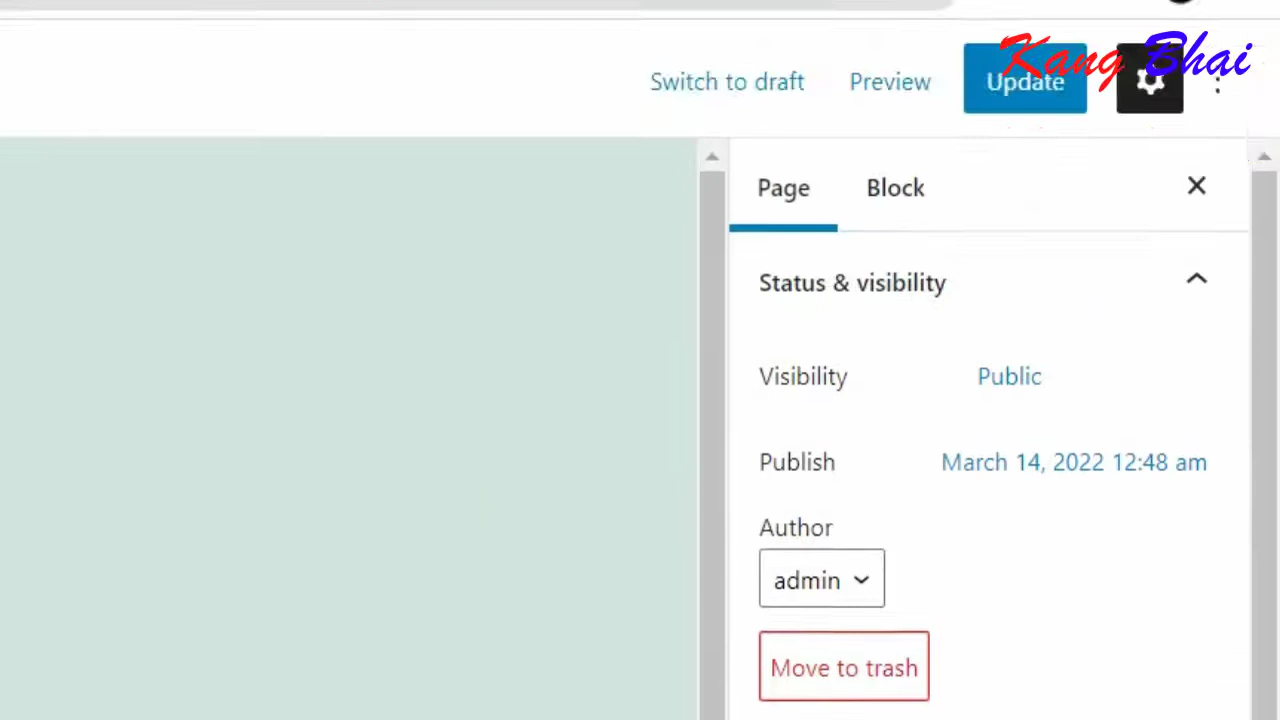 Kang Bhai
Switch to draft Preview Update
Page Block
Status & visibility
Visibility Public
Publish March 14, 2022 12:48 am
Author
admin
Move to trash